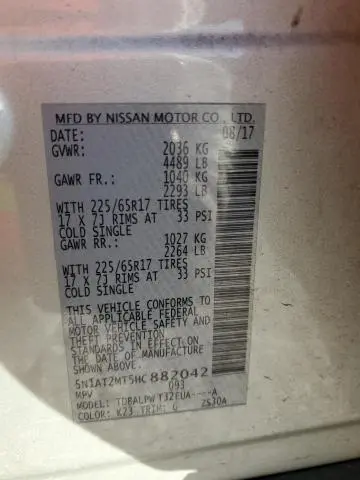 MFD BY NISSAN MOTOR CO., LTD.
DATE: 08/17
GVWR: 2036 KG
4489 LB
GAWR FR.: 1040 KG
2293 LB
WITH 225/65R17 TIRES
17 X 7J RIMS AT 33 PSI
COLD SINGLE
GAWR RR.: 1027 KG
2264 LB
WITH 225/65R17 TIRES
17 X 7J RIMS AT 33 PSI
COLD SINGLE
THIS VEHICLE CONFORMS TO
ALL APPLICABLE FEDERAL
MOTOR VEHICLE SAFETY AND
THEFT PREVENTION
STANDARDS IN EFFECT ON
THE DATE OF MANUFACTURE
SHOWN ABOVE.
5N1AT2MT5HC882042
MPV 093
MODEL:
COLOR: K23 TRIM: G 2S30A